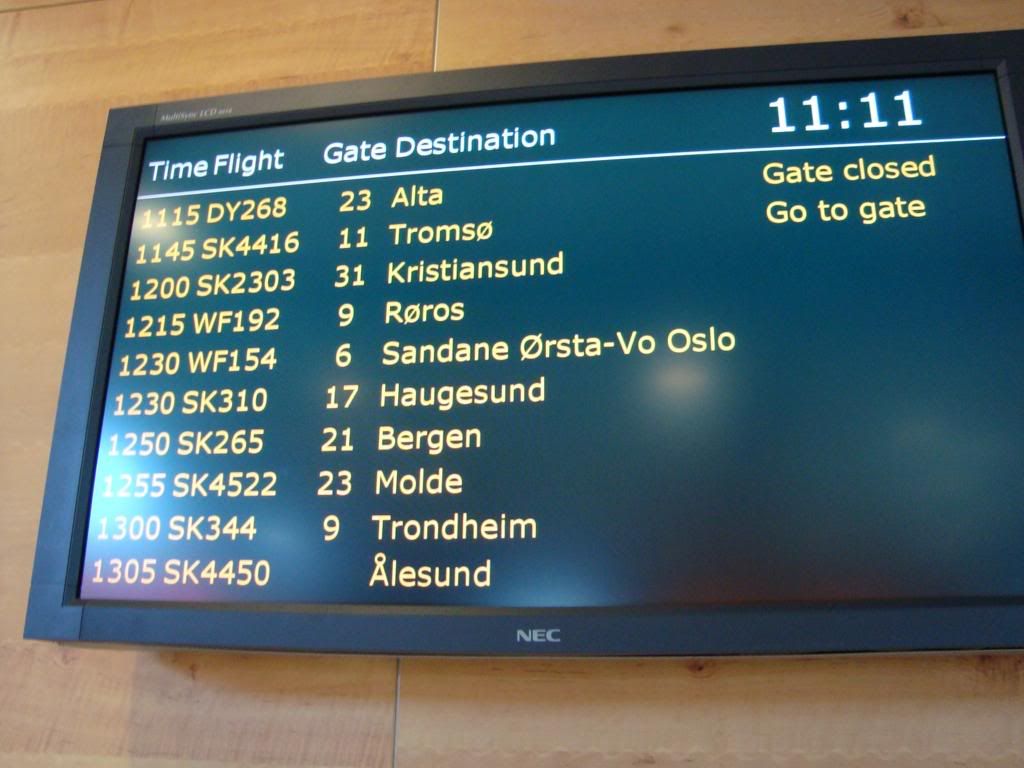 MultiSync LCD
11:11
Time Flight Gate Destination
1115 DY268 23 Alta Gate closed
1145 SK4416 11 Tromsø Go to gate
1200 SK2303 31 Kristiansund
1215 WF192 9 Røros
1230 WF154 6 Sandane Ørsta-Vo Oslo
1230 SK310 17 Haugesund
1250 SK265 21 Bergen
1255 SK4522 23 Molde
1300 SK344 9 Trondheim
1305 SK4450 Ålesund
NEC